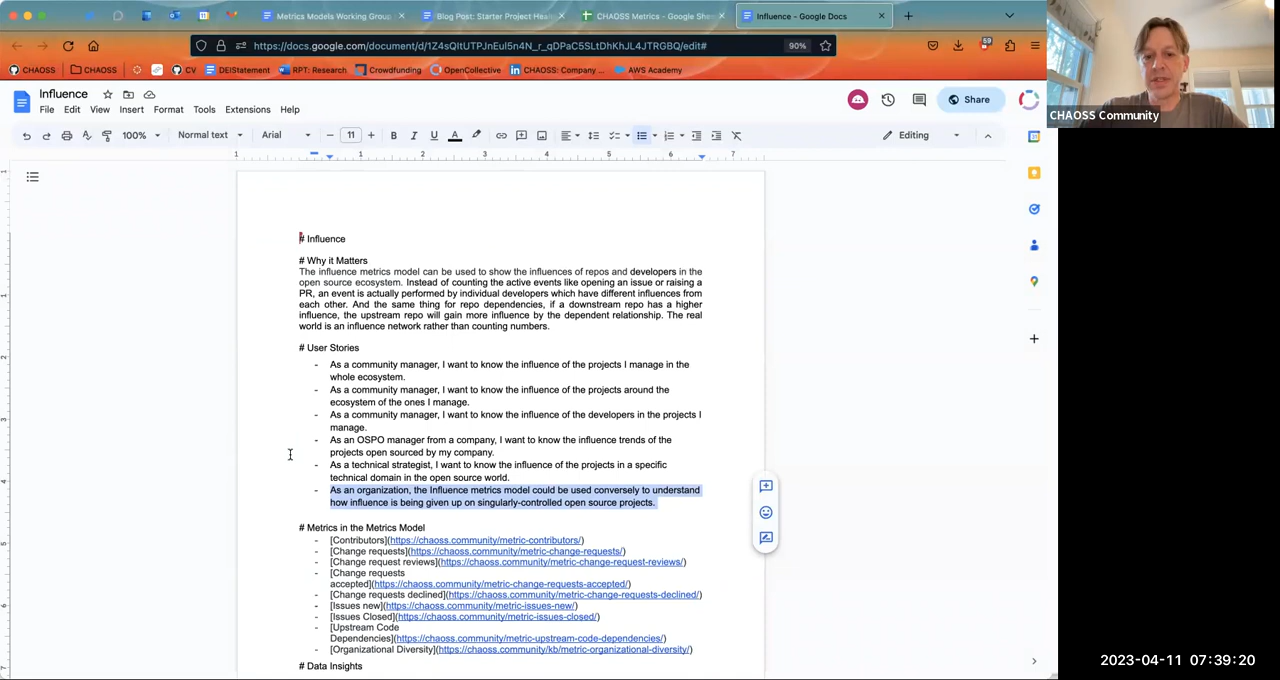 Metrics Models Working Group
Blog Post: Starter Project Hea
CHAOSS Metrics - Google She
Influence - Google Docs
https://docs.google.com/document/d/1Z4sQItUTPJnEul5n4N_r_qDPaC5SLtDhKhJL4JTRGBQ/edit#
90%
59
CHAOSS
CHAOSS
CV
DEIStatement
RPT: Research
Crowdfunding
OpenCollective
CHAOSS: Company ...
AWS Academy
Influence
File Edit View Insert Format Tools Extensions Help
Share
100%
Normal text
Arial
11
Editing
1 1 2 3 4 5 6 7
# Influence
# Why it Matters
The influence metrics model can be used to show the influences of repos and developers in the
open source ecosystem. Instead of counting the active events like opening an issue or raising a
PR, an event is actually performed by individual developers which have different influences from
each other. And the same thing for repo dependencies, if a downstream repo has a higher
influence, the upstream repo will gain more influence by the dependent relationship. The real
world is an influence network rather than counting numbers.
# User Stories
- As a community manager, I want to know the influence of the projects I manage in the
whole ecosystem.
- As a community manager, I want to know the influence of the projects around the
ecosystem of the ones I manage.
- As a community manager, I want to know the influence of the developers in the projects I
manage.
- As an OSPO manager from a company, I want to know the influence trends of the
projects open sourced by my company.
- As a technical strategist, I want to know the influence of the projects in a specific
technical domain in the open source world.
- As an organization, the Influence metrics model could be used conversely to understand
how influence is being given up on singularly-controlled open source projects.
# Metrics in the Metrics Model
- [Contributors](https://chaoss.community/metric-contributors/)
- [Change requests](https://chaoss.community/metric-change-requests/)
- [Change request reviews](https://chaoss.community/metric-change-request-reviews/)
- [Change requests
accepted](https://chaoss.community/metric-change-requests-accepted/)
- [Change requests declined](https://chaoss.community/metric-change-requests-declined/)
- [Issues new](https://chaoss.community/metric-issues-new/)
- [Issues Closed](https://chaoss.community/metric-issues-closed/)
- [Upstream Code
Dependencies](https://chaoss.community/metric-upstream-code-dependencies/)
- [Organizational Diversity](https://chaoss.community/kb/metric-organizational-diversity/)
# Data Insights
CHAOSS Community
2023-04-11 07:39:20